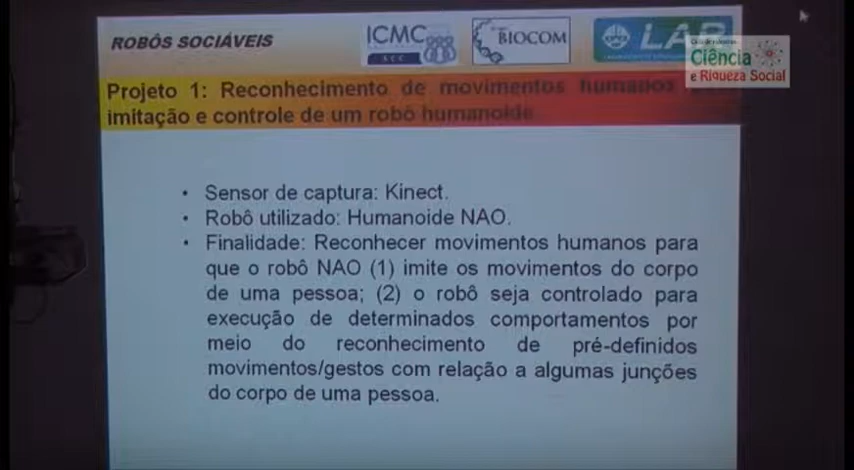 ROBÔS SOCIÁVEIS
ICMC
SCC
BIOCOM
LAR
Ciência
e Riqueza Social
Projeto 1: Reconhecimento de movimentos humanos
imitação e controle de um robô humanoide
• Sensor de captura: Kinect.
• Robô utilizado: Humanoide NAO.
• Finalidade: Reconhecer movimentos humanos para
que o robô NAO (1) imite os movimentos do corpo
de uma pessoa; (2) o robô seja controlado para
execução de determinados comportamentos por
meio do reconhecimento de pré-definidos
movimentos/gestos com relação a algumas junções
do corpo de uma pessoa.